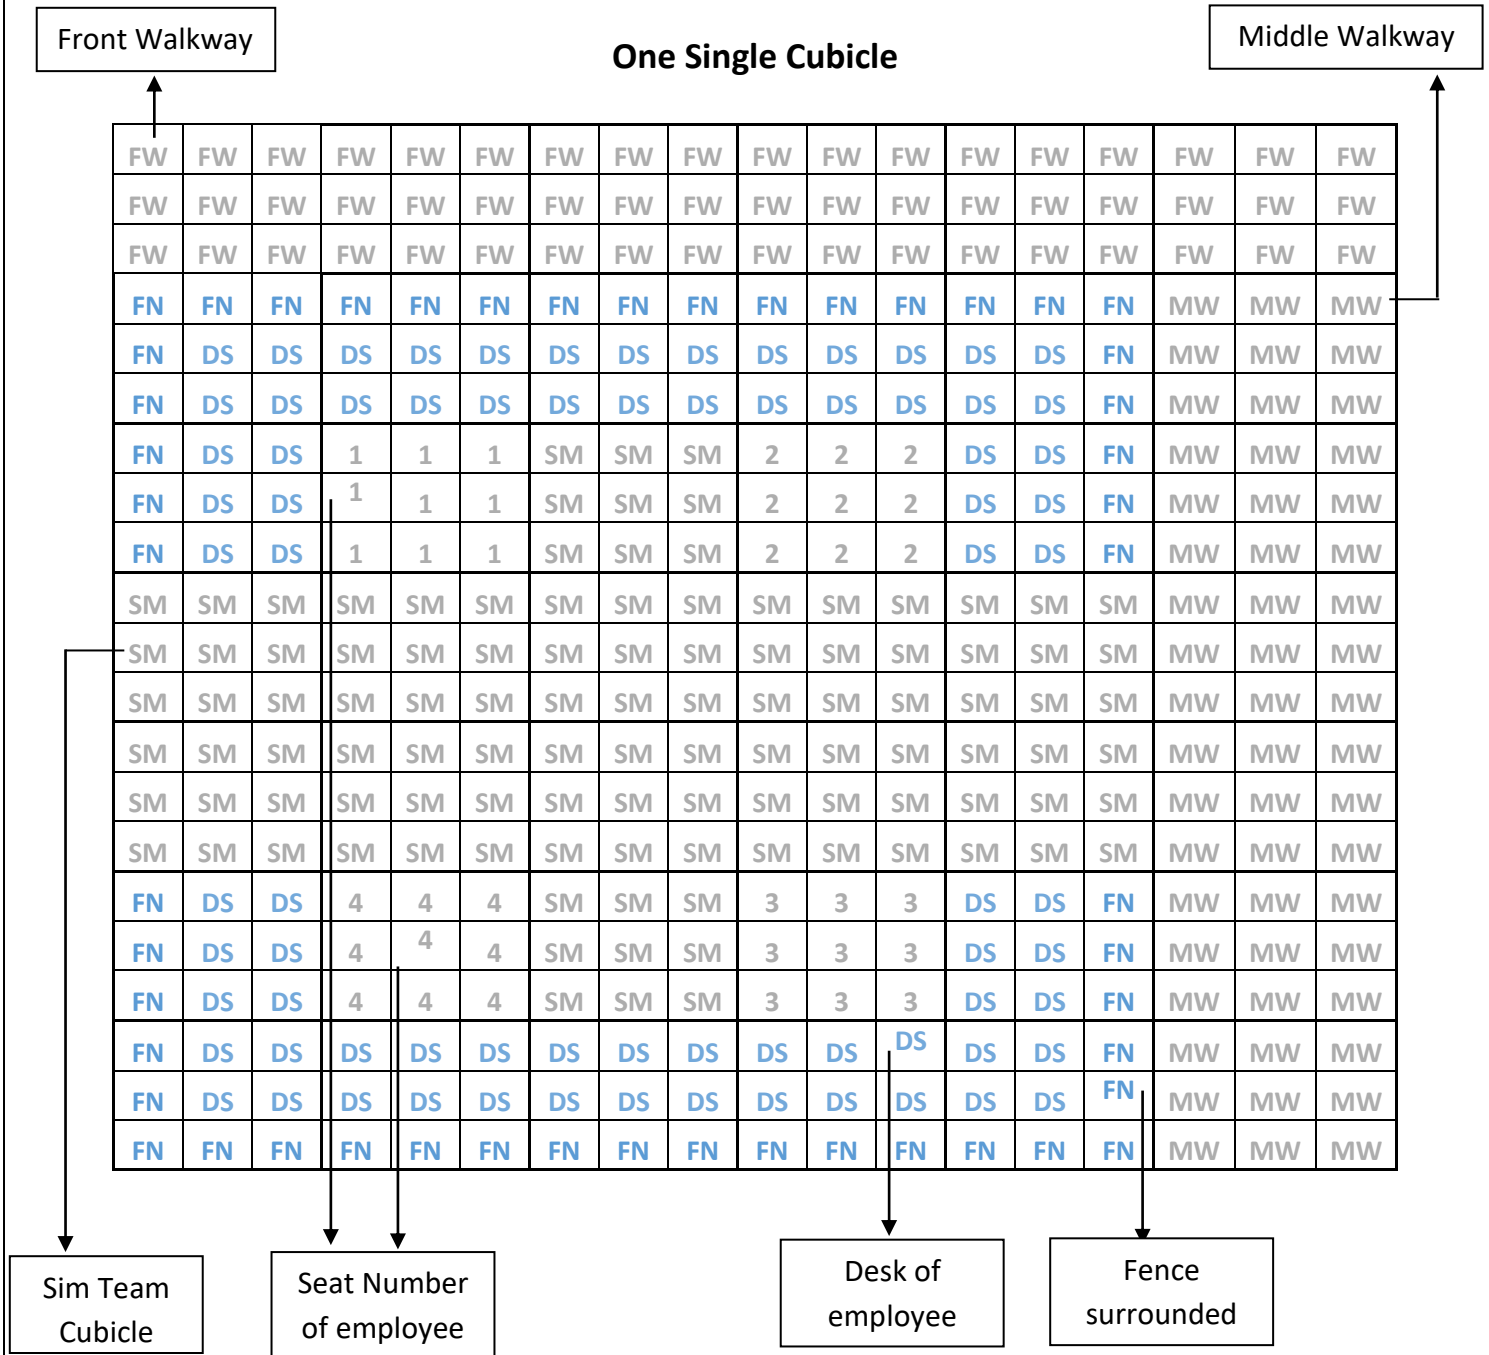 Front Walkway
One Single Cubicle
Middle Walkway
FW FW FW FW FW FW FW FW FW FW FW FW FW FW FW FW FW FW
FW FW FW FW FW FW FW FW FW FW FW FW FW FW FW FW FW FW
FW FW FW FW FW FW FW FW FW FW FW FW FW FW FW FW FW FW
FN FN FN FN FN FN FN FN FN FN FN FN FN FN FN MW MW MW
FN DS DS DS DS DS DS DS DS DS DS DS DS DS FN MW MW MW
FN DS DS DS DS DS DS DS DS DS DS DS DS DS FN MW MW MW
FN DS DS 1 1 1 SM SM SM 2 2 2 DS DS FN MW MW MW
FN DS DS 1 1 1 SM SM SM 2 2 2 DS DS FN MW MW MW
FN DS DS 1 1 1 SM SM SM 2 2 2 DS DS FN MW MW MW
SM SM SM SM SM SM SM SM SM SM SM SM SM SM SM MW MW MW
SM SM SM SM SM SM SM SM SM SM SM SM SM SM SM MW MW MW
SM SM SM SM SM SM SM SM SM SM SM SM SM SM SM MW MW MW
SM SM SM SM SM SM SM SM SM SM SM SM SM SM SM MW MW MW
SM SM SM SM SM SM SM SM SM SM SM SM SM SM SM MW MW MW
SM SM SM SM SM SM SM SM SM SM SM SM SM SM SM MW MW MW
FN DS DS 4 4 4 SM SM SM 3 3 3 DS DS FN MW MW MW
FN DS DS 4 4 4 SM SM SM 3 3 3 DS DS FN MW MW MW
FN DS DS 4 4 4 SM SM SM 3 3 3 DS DS FN MW MW MW
FN DS DS DS DS DS DS DS DS DS DS DS DS DS FN MW MW MW
FN DS DS DS DS DS DS DS DS DS DS DS DS DS FN MW MW MW
FN FN FN FN FN FN FN FN FN FN FN FN FN FN FN MW MW MW
Sim Team
Cubicle
Seat Number
of employee
Desk of
employee
Fence
surrounded